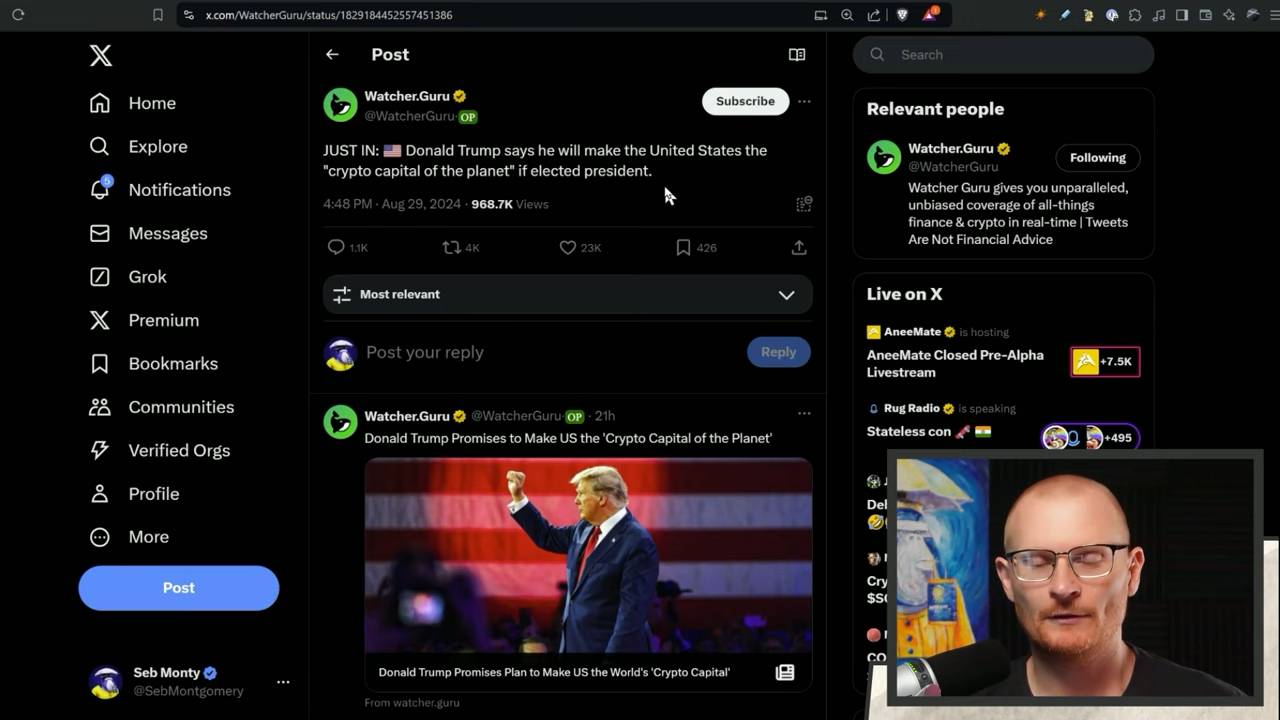 x.com/WatcherGuru/status/1829184452557451386
Home
Explore
5
Notifications
Messages
Grok
Premium
Bookmarks
Communities
Verified Orgs
Profile
More
Post
Seb Monty
@SebMontgomery
Post
Watcher.Guru
@WatcherGuru OP
Subscribe
JUST IN: 🇺🇸 Donald Trump says he will make the United States the
"crypto capital of the planet" if elected president.
4:48 PM · Aug 29, 2024 · 968.7K Views
1.1K
4K
23K
426
Most relevant
Post your reply
Reply
Watcher.Guru @WatcherGuru OP · 21h
Donald Trump Promises to Make US the 'Crypto Capital of the Planet'
Donald Trump Promises Plan to Make US the World's 'Crypto Capital'
From watcher.guru
Search
Relevant people
Watcher.Guru
@WatcherGuru
Following
Watcher Guru gives you unparalleled,
unbiased coverage of all-things
finance & crypto in real-time | Tweets
Are Not Financial Advice
Live on X
AneeMate is hosting
AneeMate Closed Pre-Alpha
Livestream
+7.5K
Rug Radio is speaking
Stateless con 🚀 🇮🇳
+495